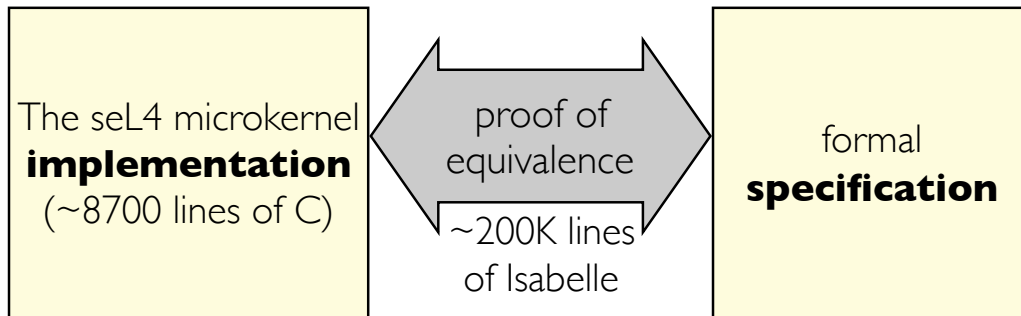 The seL4 microkernel
implementation
(~8700 lines of C)
proof of
equivalence
~200K lines
of Isabelle
formal
specification